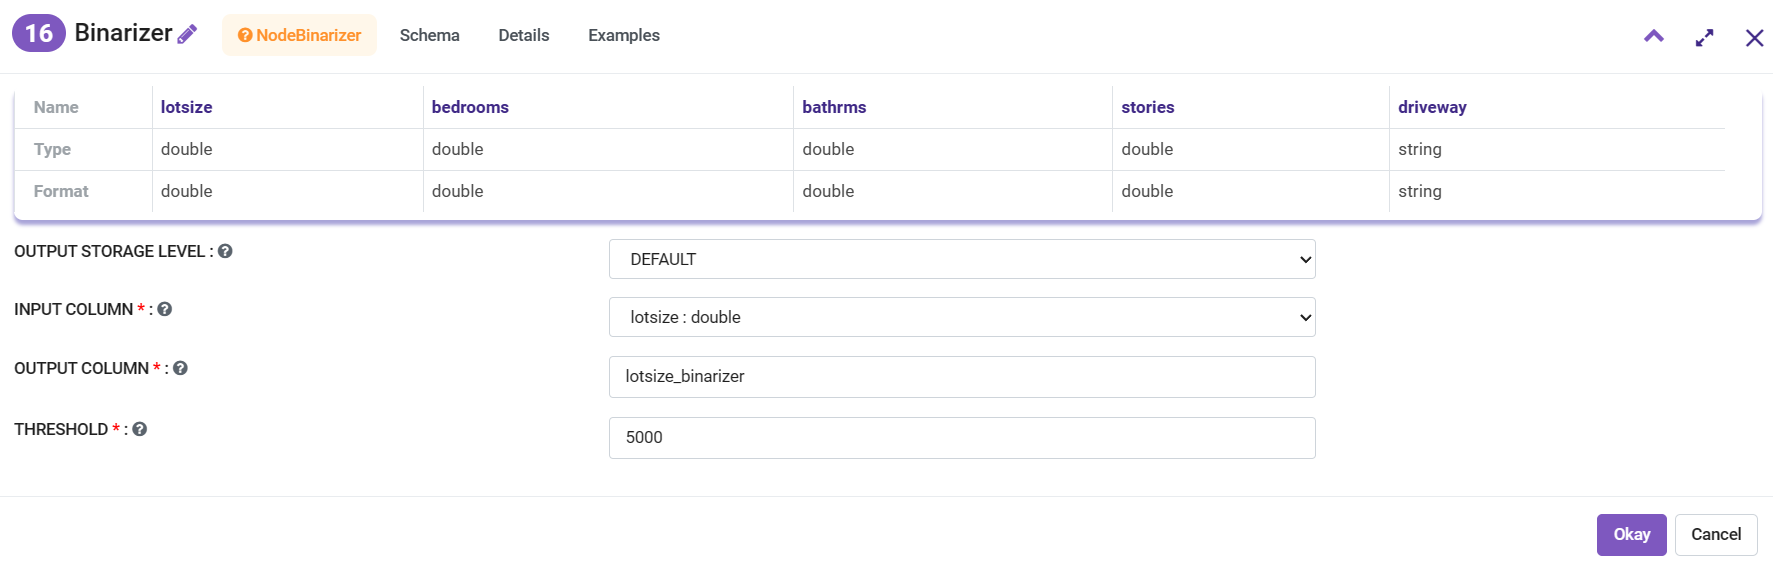 16 Binarizer NodeBinarizer Schema Details Examples
Name lotsize bedrooms bathrms stories driveway
Type double double double double string
Format double double double double string
OUTPUT STORAGE LEVEL : DEFAULT
INPUT COLUMN * : lotsize : double
OUTPUT COLUMN * : lotsize_binarizer
THRESHOLD * : 5000
Okay Cancel